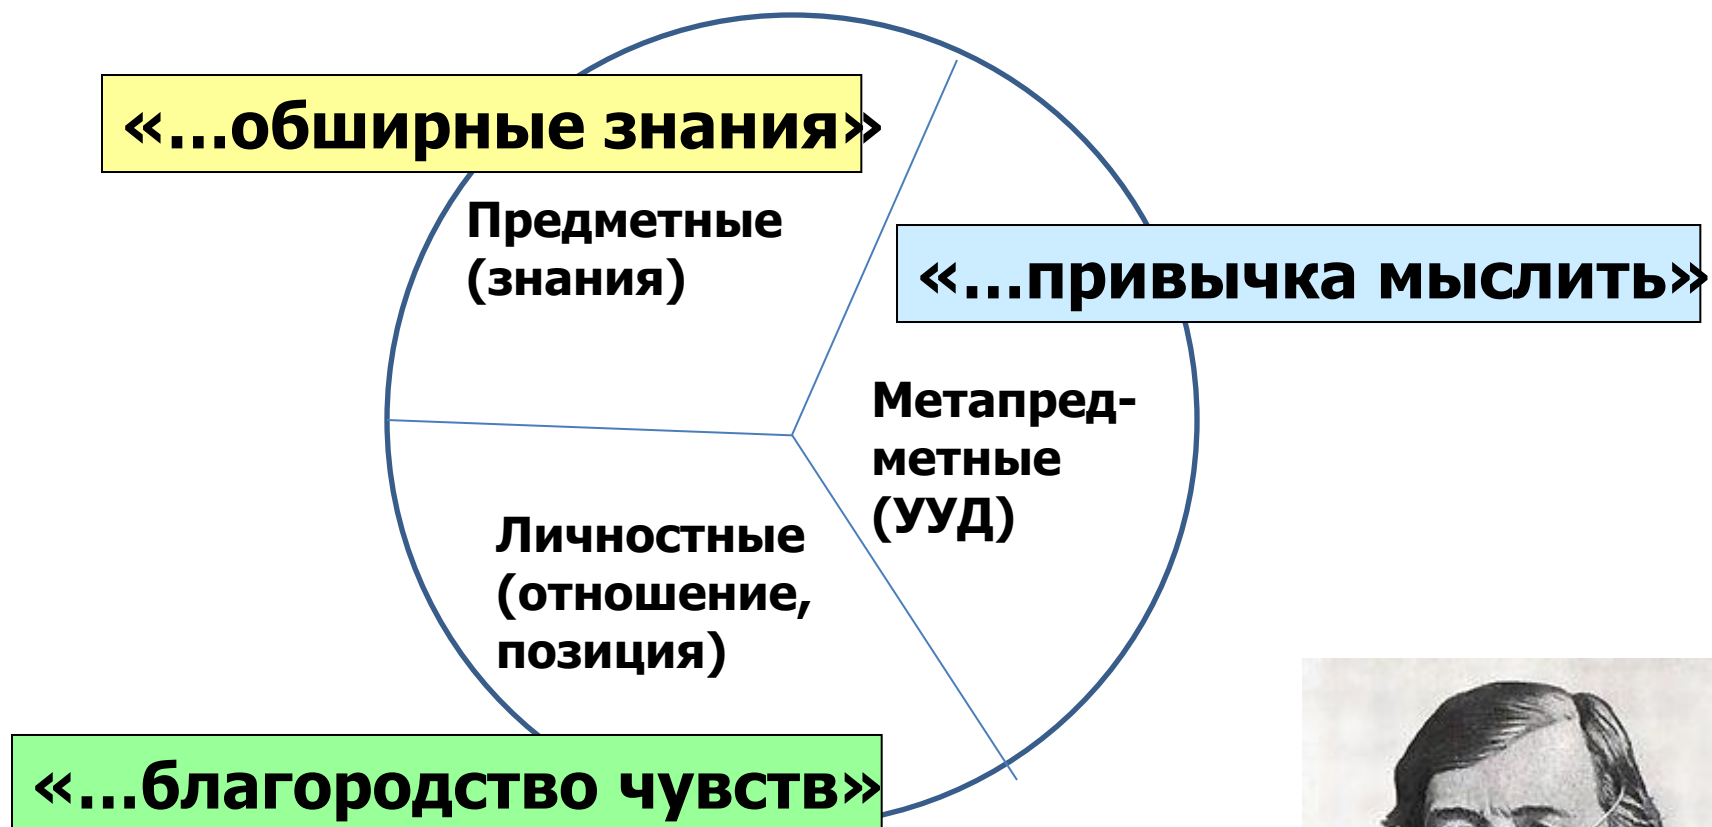 «…обширные знания»
Предметные
(знания)
«…привычка мыслить»
Метапред-
метные
(УУД)
Личностные
(отношение,
позиция)
«…благородство чувств»